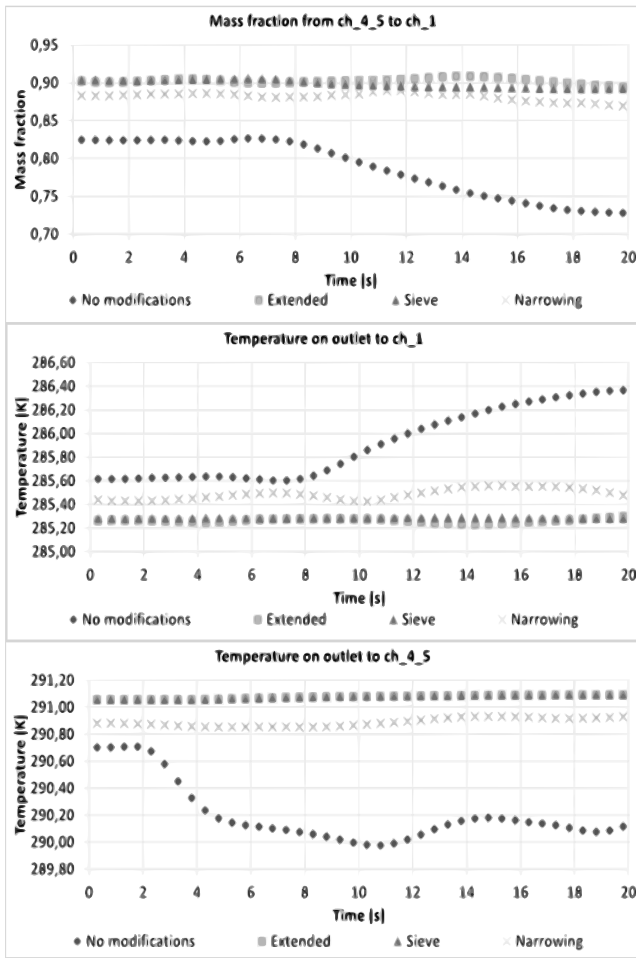 Mass fraction from ch_4_5 to ch_1
0,95
0,90
0,85
0,80
0,75
0,70
Mass fraction
0 2 4 6 8 10 12 14 16 18 20
Time [s]
No modifications Extended Sieve Narrowing
Temperature on outlet to ch_1
286,60
286,40
286,20
286,00
285,80
285,60
285,40
285,20
285,00
Temperature [K]
0 2 4 6 8 10 12 14 16 18 20
Time [s]
No modifications Extended Sieve Narrowing
Temperature on outlet to ch_4_5
291,20
291,00
290,80
290,60
290,40
290,20
290,00
289,80
Temperature [K]
0 2 4 6 8 10 12 14 16 18 20
Time [s]
No modifications Extended Sieve Narrowing